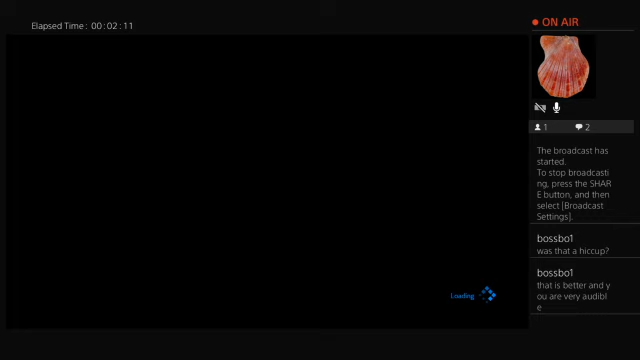 Elapsed Time : 00 : 02 : 11
ON AIR
1
2
The broadcast has
started.
To stop broadcasti
ng, press the SHAR
E button, and then
select [Broadcast
Settings].
bossbo1
was that a hiccup?
bossbo1
that is better and y
ou are very audibl
e
Loading